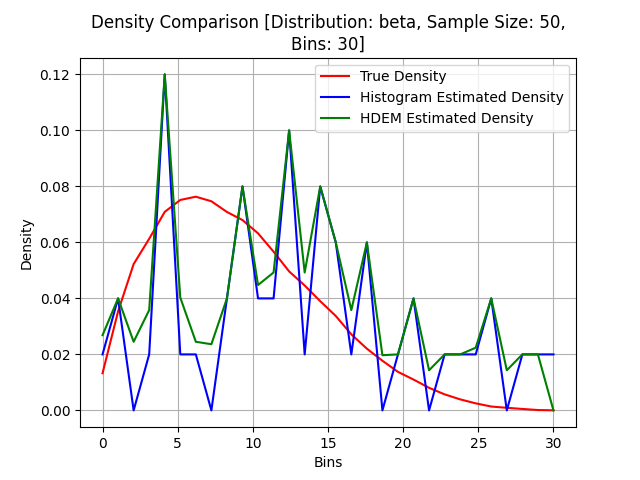 Density Comparison [Distribution: beta, Sample Size: 50,
Bins: 30]
True Density
Histogram Estimated Density
HDEM Estimated Density
Density
0.12
0.10
0.08
0.06
0.04
0.02
0.00
0 5 10 15 20 25 30
Bins